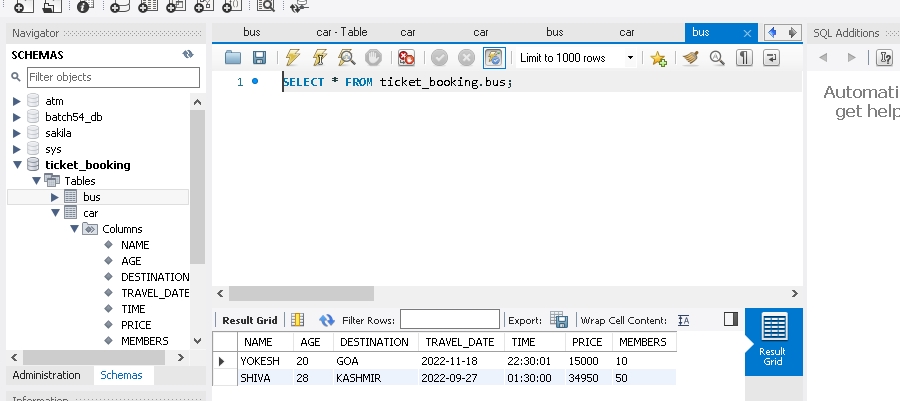 Navigator
SCHEMAS
Filter objects
atm
batch54_db
sakila
sys
ticket_booking
Tables
bus
car
Columns
NAME
AGE
DESTINATION
TRAVEL_DATE
TIME
PRICE
MEMBERS
Administration Schemas
Information
bus car - Table car car bus car bus
Limit to 1000 rows
1 SELECT * FROM ticket_booking.bus;
Result Grid Filter Rows: Export: Wrap Cell Content:
NAME AGE DESTINATION TRAVEL_DATE TIME PRICE MEMBERS
YOKESH 20 GOA 2022-11-18 22:30:01 15000 10
SHIVA 28 KASHMIR 2022-09-27 01:30:00 34950 50
Result
Grid
SQL Additions
Automati
get help